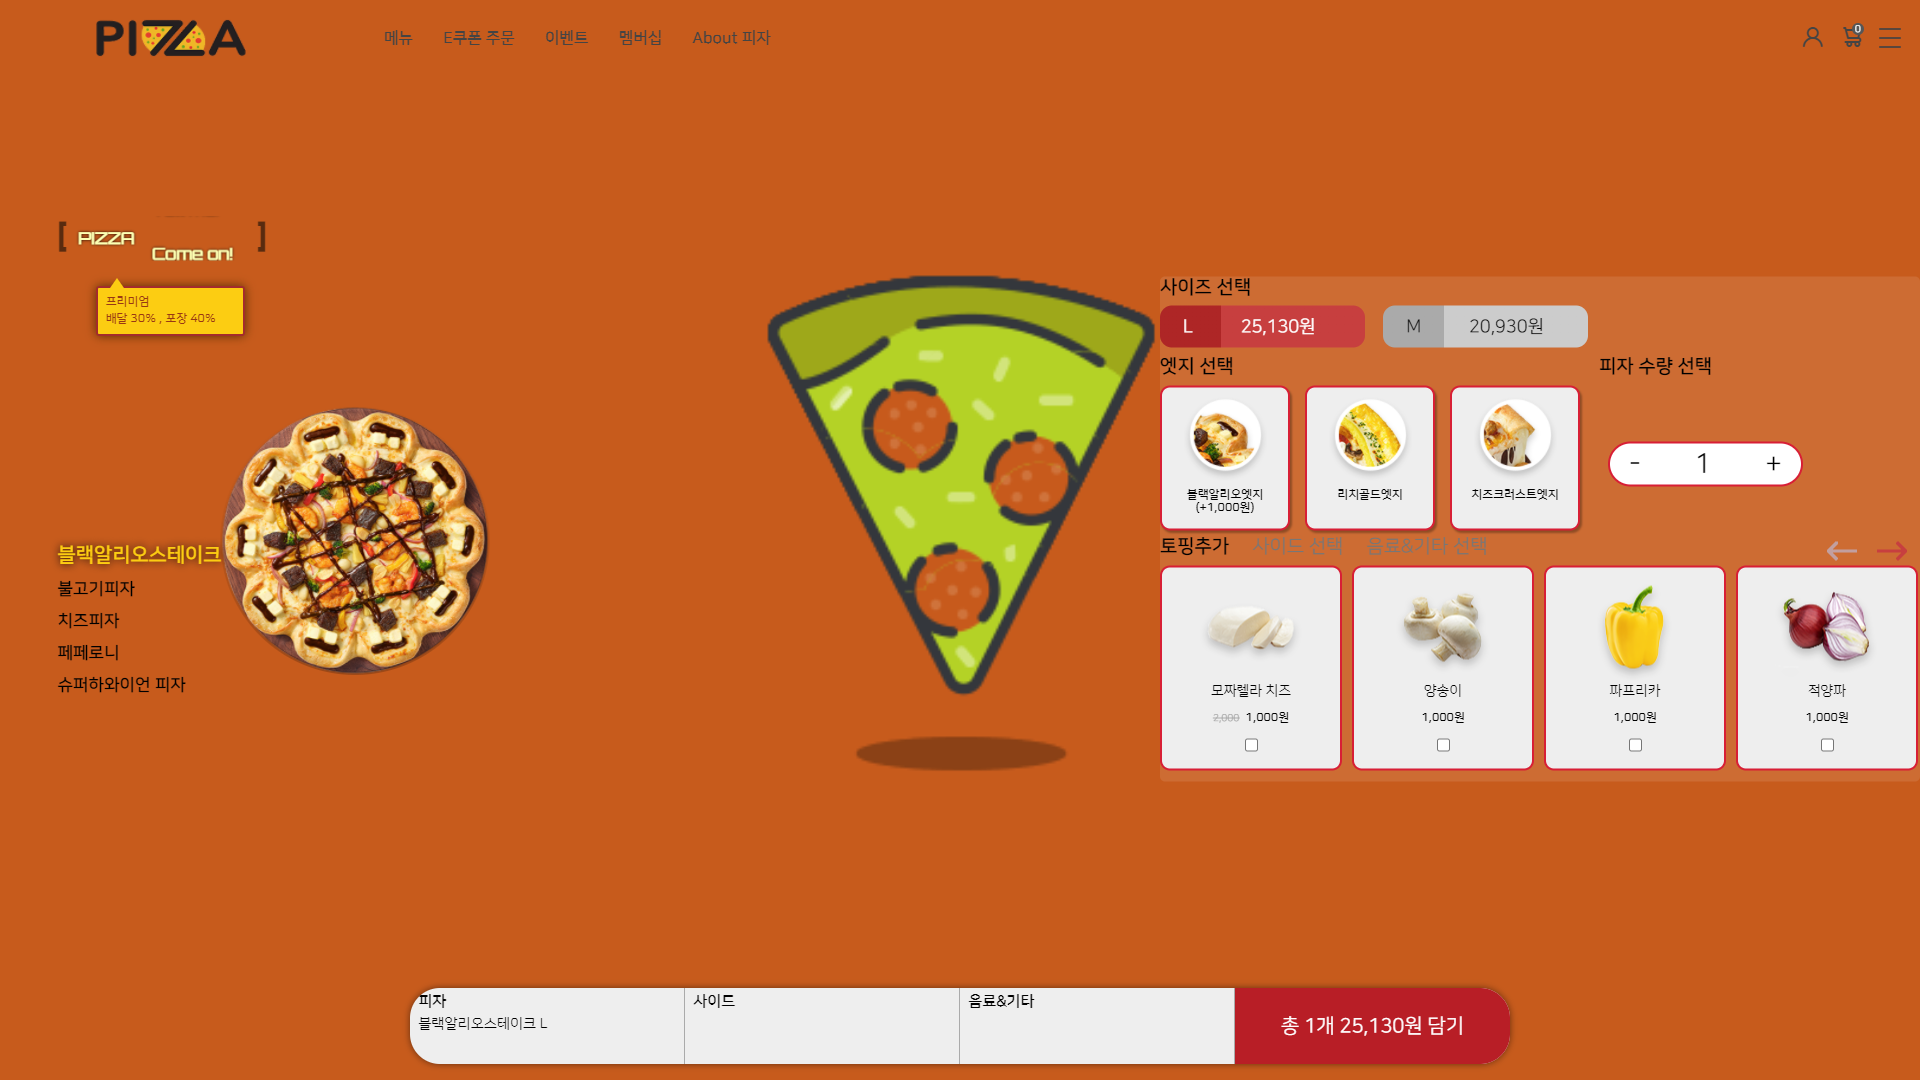 PIZZA
메뉴 E쿠폰 주문 이벤트 멤버십 About 피자
0
[ PIZZA Come on! ]
프리미엄
배달 30% , 포장 40%
블랙알리오스테이크
불고기피자
치즈피자
페페로니
슈퍼하와이언 피자
사이즈 선택
L 25,130원 M 20,930원
엣지 선택 피자 수량 선택
블랙알리오엣지
(+1,000원)
리치골드엣지
치즈크러스트엣지
- 1 +
토핑추가 사이드 선택 음료&기타 선택
모짜렐라 치즈
2,000 1,000원
양송이
1,000원
파프리카
1,000원
적양파
1,000원
피자
블랙알리오스테이크 L
사이드
음료&기타
총 1개 25,130원 담기